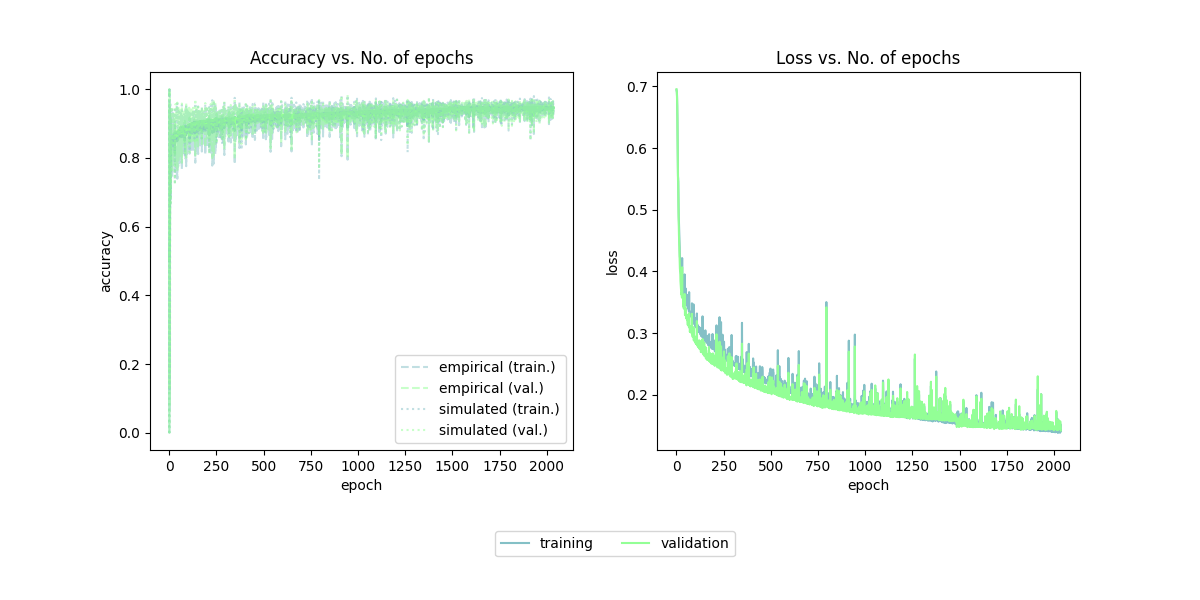 Accuracy vs. No. of epochs
1.0
0.8
0.6
0.4
0.2
0.0
accuracy
empirical (train.)
empirical (val.)
simulated (train.)
simulated (val.)
0 250 500 750 1000 1250 1500 1750 2000
epoch
Loss vs. No. of epochs
0.7
0.6
0.5
0.4
0.3
0.2
loss
0 250 500 750 1000 1250 1500 1750 2000
epoch
training validation